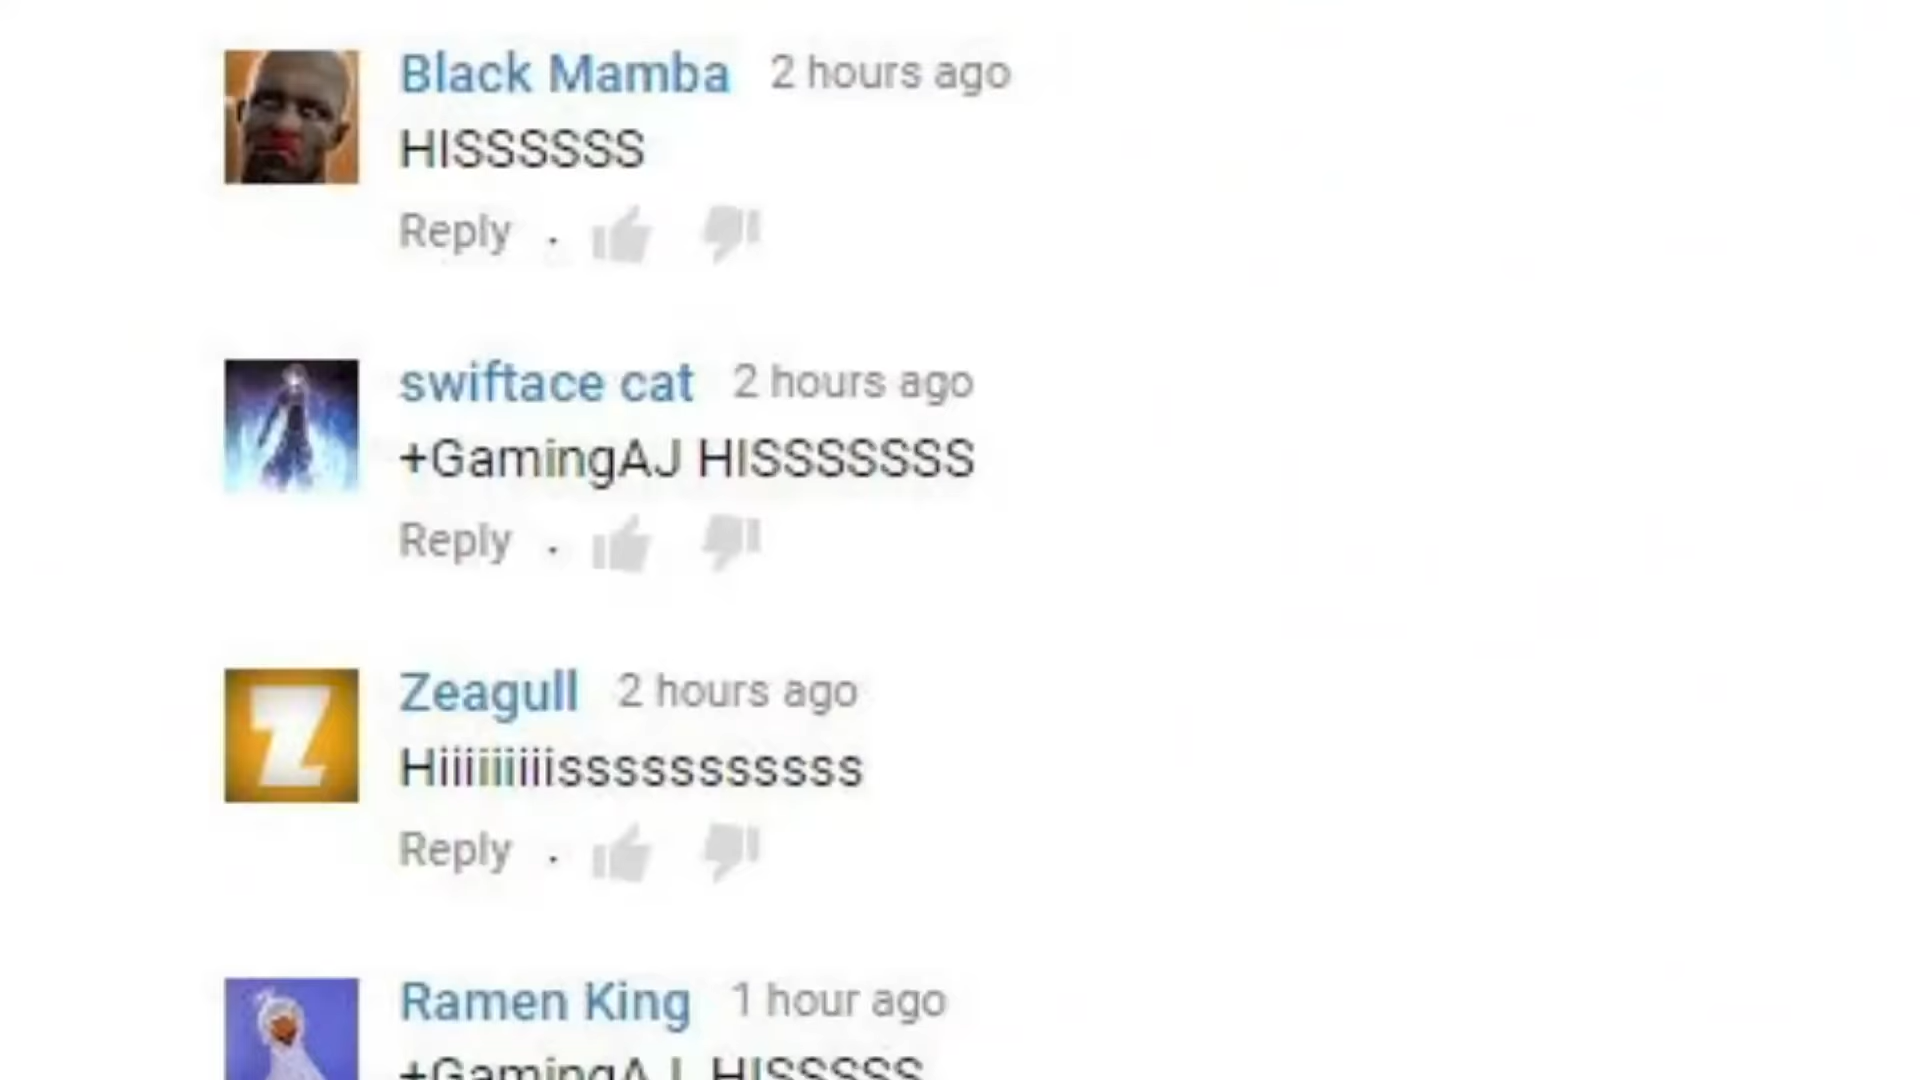 Black Mamba 2 hours ago
HISSSSSS
Reply .
swiftace cat 2 hours ago
+GamingAJ HISSSSSSS
Reply .
Z
Zeagull 2 hours ago
Hiiiiiiiiisssssssssss
Reply .
Ramen King 1 hour ago
+GamingAJ HISSSSS